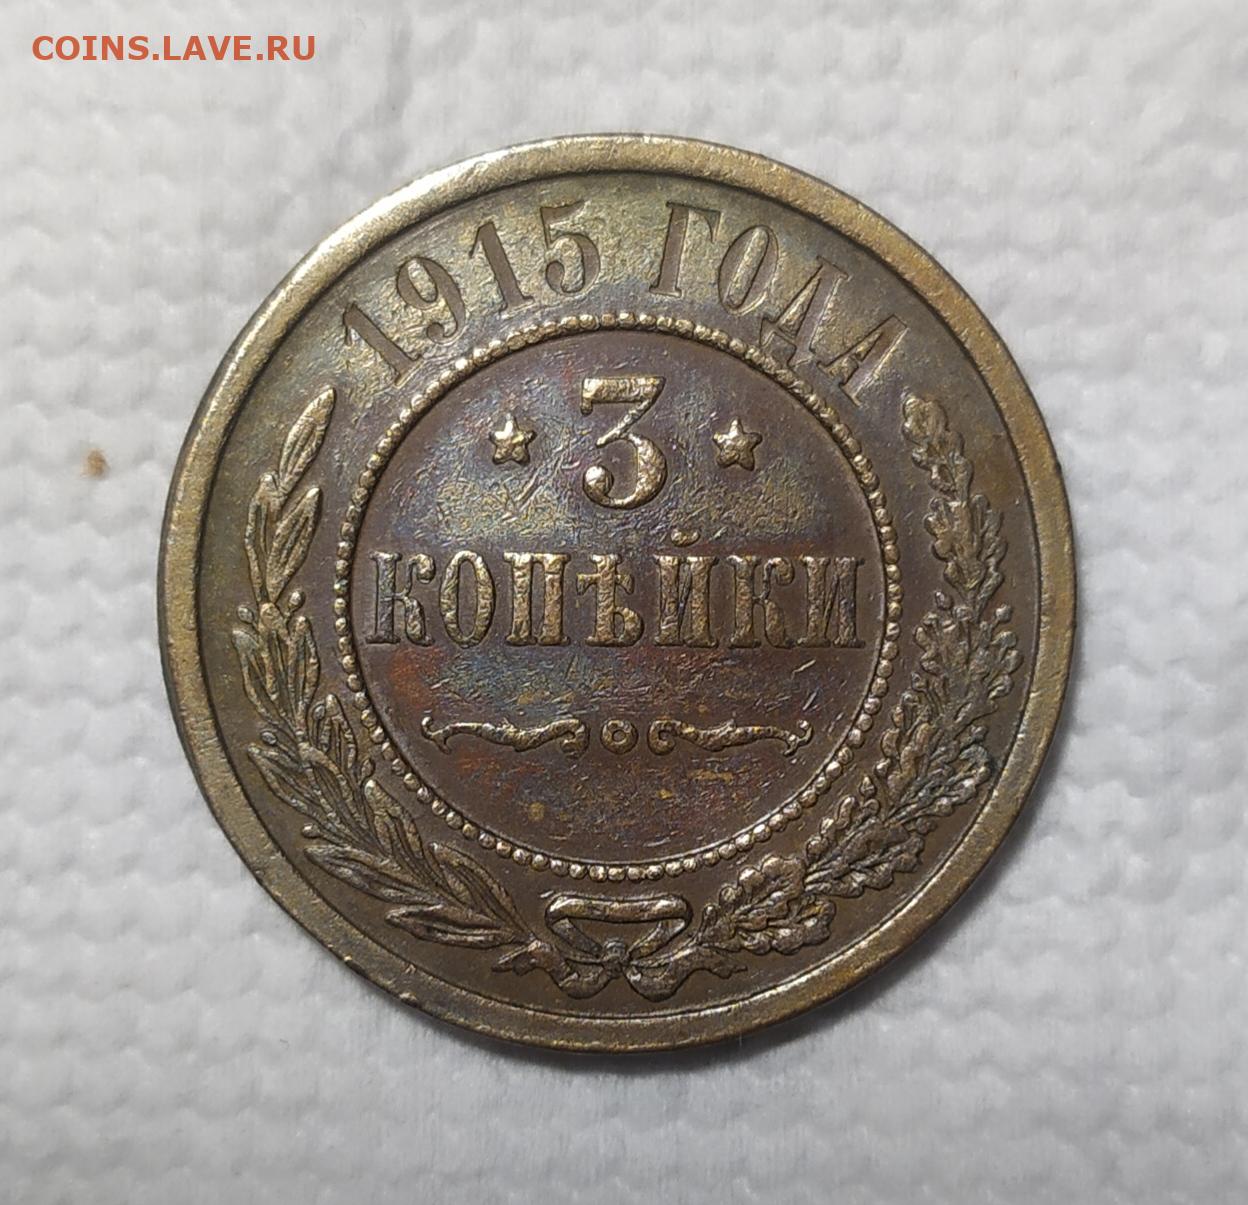 COINS.LAVE.RU
1915 ГОДА
3
КОПѢЙКИ